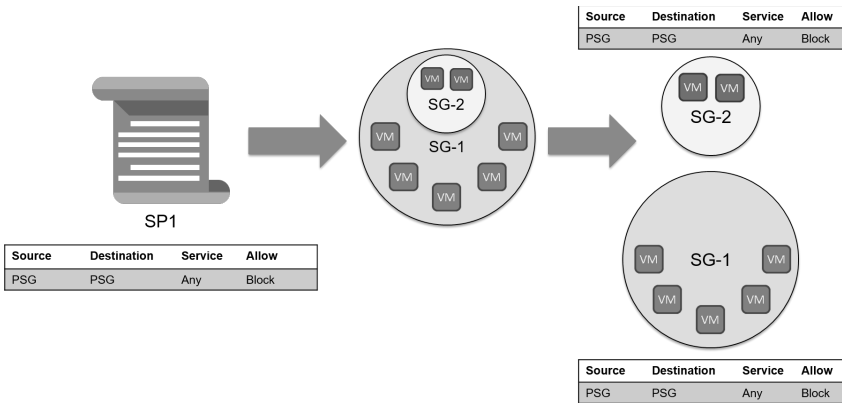 Source Destination Service Allow
PSG PSG Any Block
VM VM
SG-2
VM VM
SG-1
VM VM
VM
SP1
Source Destination Service Allow
PSG PSG Any Block
VM VM
SG-2
VM SG-1 VM
VM VM
VM
Source Destination Service Allow
PSG PSG Any Block